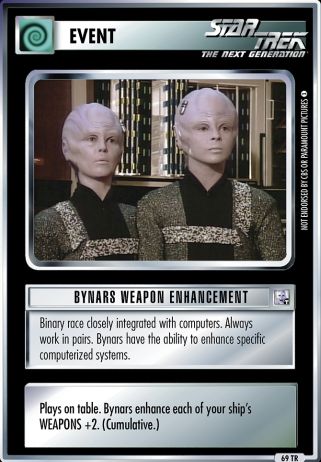 EVENT
STAR TREK
THE NEXT GENERATION
NOT ENDORSED BY CBS OR PARAMOUNT PICTURES
BYNARS WEAPON ENHANCEMENT
Binary race closely integrated with computers. Always
work in pairs. Bynars have the ability to enhance specific
computerized systems.
Plays on table. Bynars enhance each of your ship's
WEAPONS +2. (Cumulative.)
69 TR